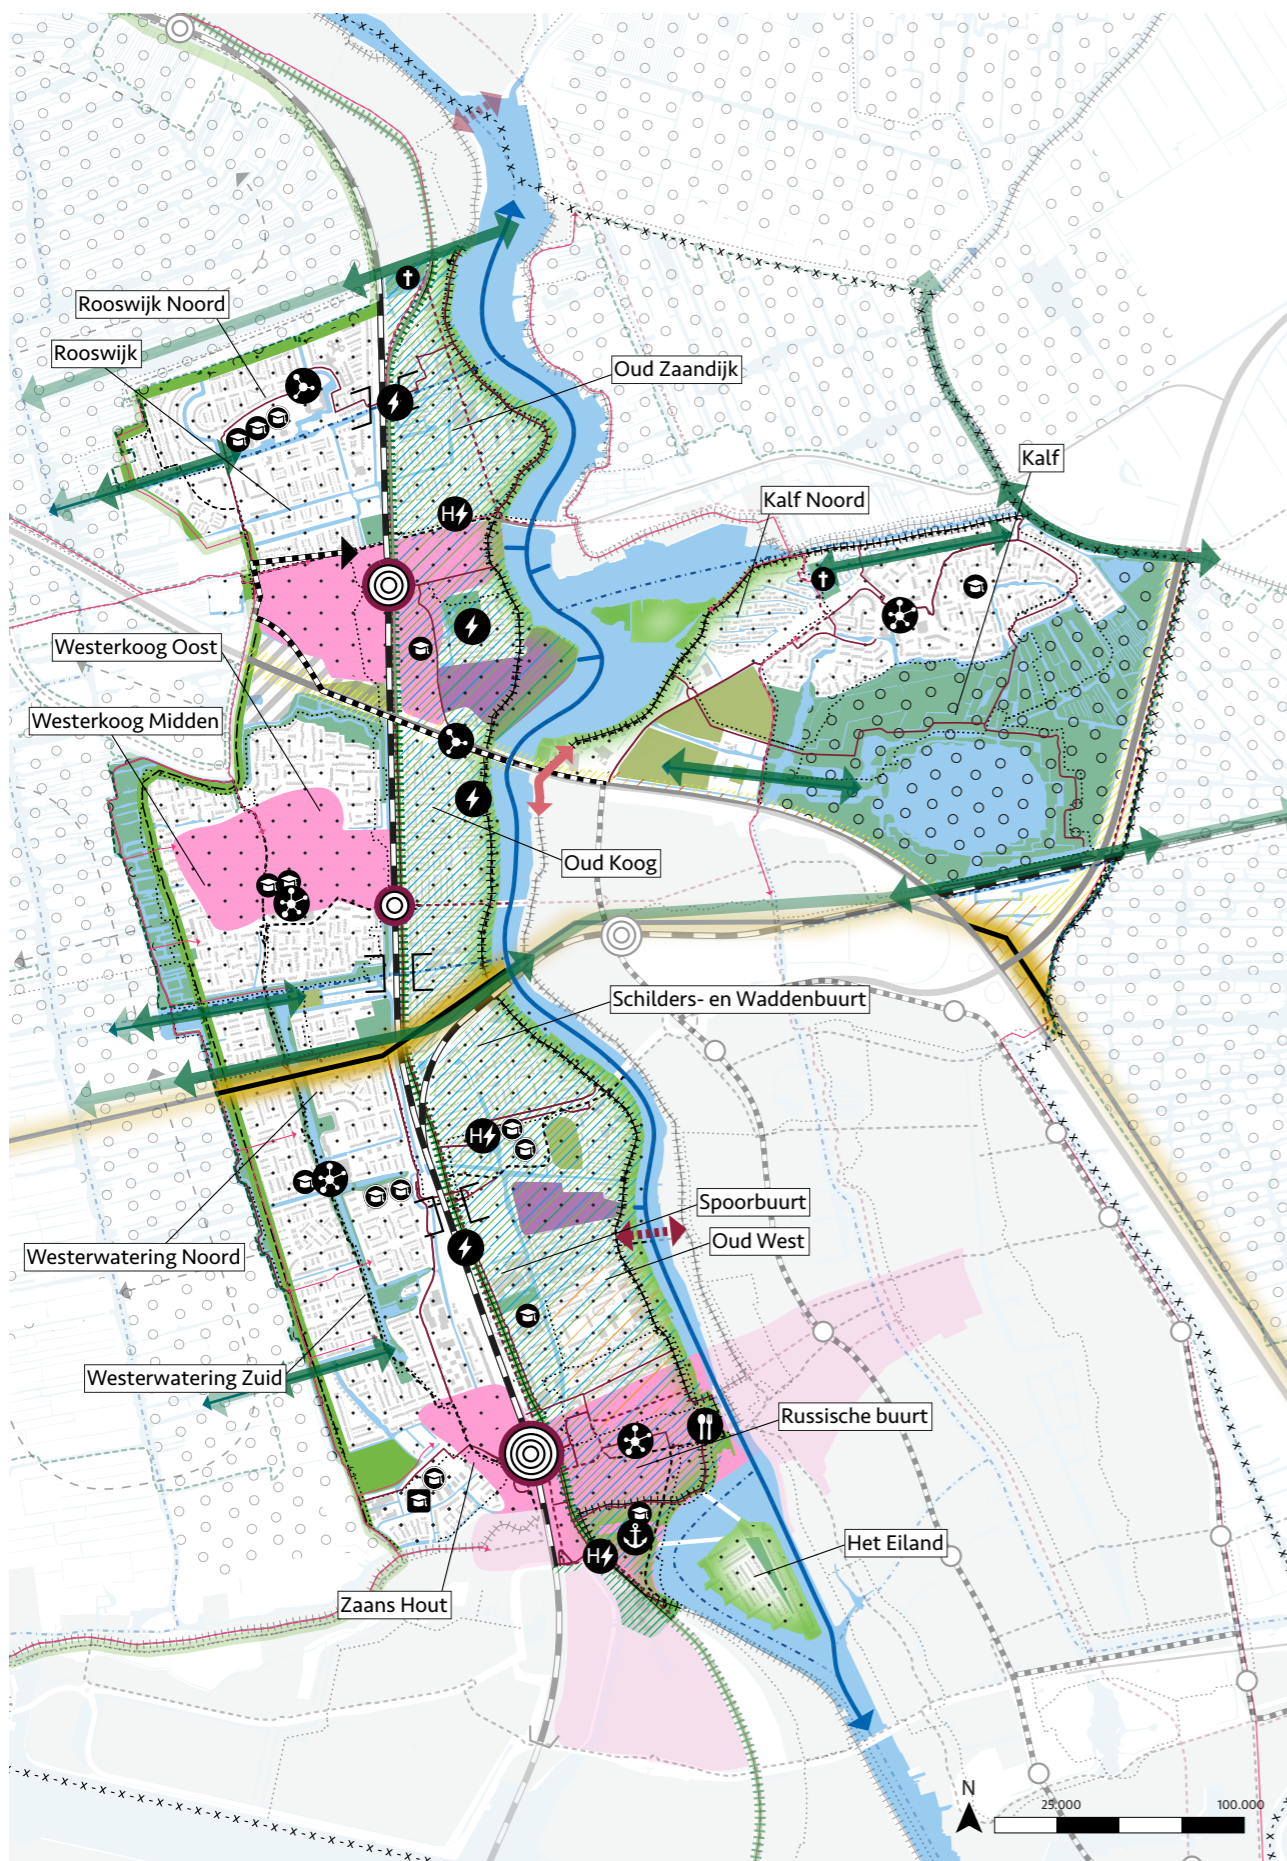 Rooswijk Noord
Rooswijk
Oud Zaandijk
Kalf
Kalf Noord
H
Westerkoog Oost
Westerkoog Midden
Oud Koog
Schilders- en Waddenbuurt
H
Spoorbuurt
Oud West
Westerwatering Noord
Westerwatering Zuid
Russische buurt
Het Eiland
H
Zaans Hout
N
25.000
100.000